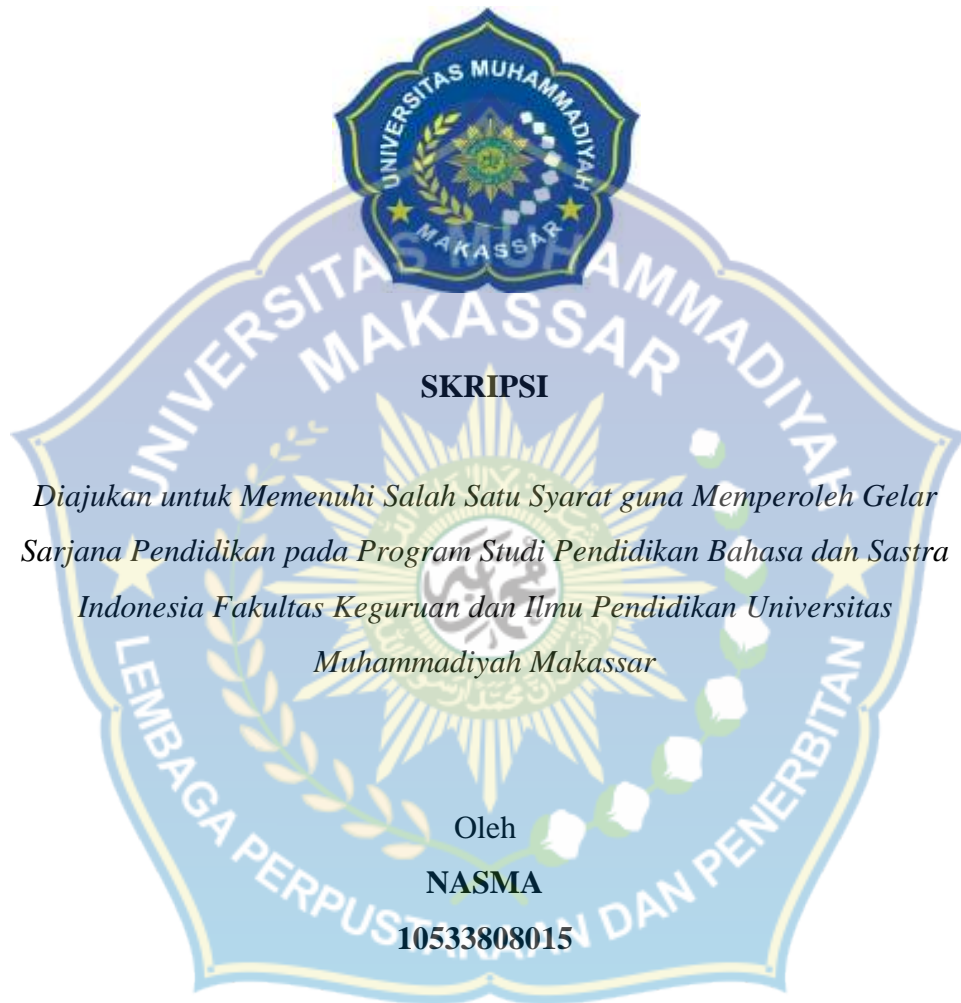 UNIVERSITAS MUHAMMADIYAH
MAKASSAR
UNIVERSITAS MUHAMMADIYAH
MAKASSAR
SKRIPSI
Diajukan untuk Memenuhi Salah Satu Syarat guna Memperoleh Gelar
Sarjana Pendidikan pada Program Studi Pendidikan Bahasa dan Sastra
Indonesia Fakultas Keguruan dan Ilmu Pendidikan Universitas
Muhammadiyah Makassar
Oleh
NASMA
10533808015
LEMBAGA PERPUSTAKAAN DAN PENERBITAN